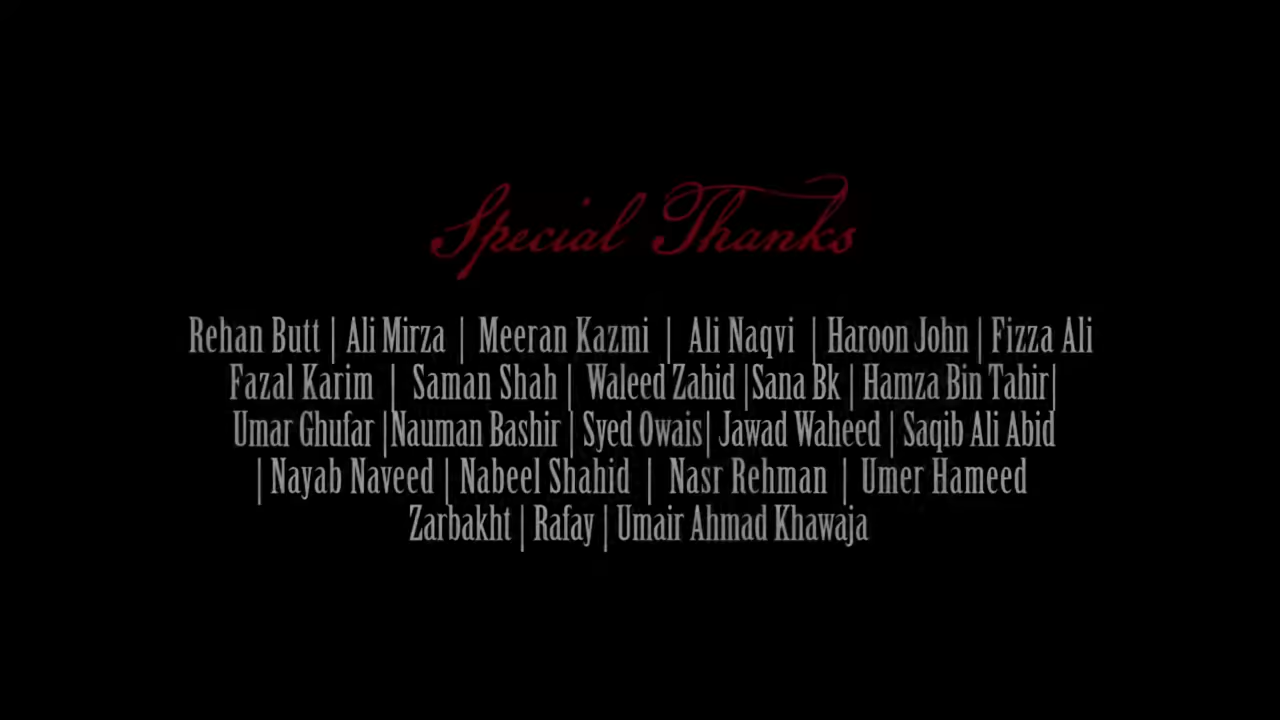 Special Thanks
Rehan Butt | Ali Mirza | Meeran Kazmi | Ali Naqvi | Haroon John | Fizza Ali
Fazal Karim | Saman Shah | Waleed Zahid |Sana Bk | Hamza Bin Tahir|
Umar Ghufar |Nauman Bashir | Syed Owais| Jawad Waheed | Saqib Ali Abid
| Nayab Naveed | Nabeel Shahid | Nasr Rehman | Umer Hameed
Zarbakht | Rafay | Umair Ahmad Khawaja